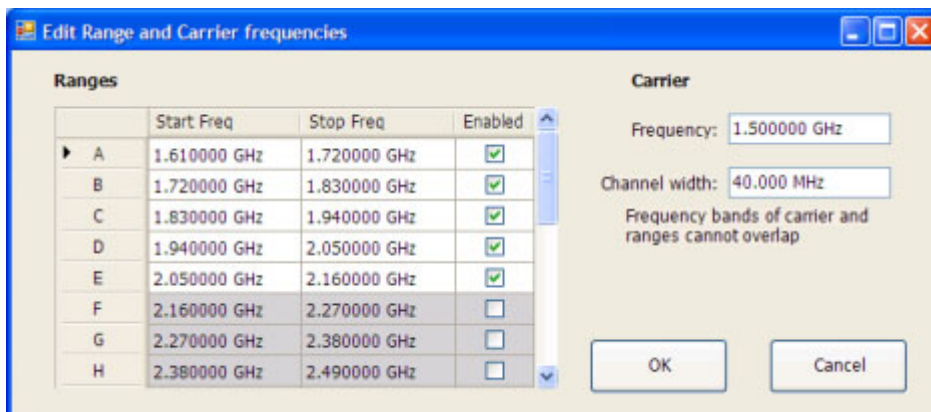 Edit Range and Carrier frequencies
Ranges
Start Freq Stop Freq Enabled
A 1.610000 GHz 1.720000 GHz
B 1.720000 GHz 1.830000 GHz
C 1.830000 GHz 1.940000 GHz
D 1.940000 GHz 2.050000 GHz
E 2.050000 GHz 2.160000 GHz
F 2.160000 GHz 2.270000 GHz
G 2.270000 GHz 2.380000 GHz
H 2.380000 GHz 2.490000 GHz
Carrier
Frequency: 1.500000 GHz
Channel width: 40.000 MHz
Frequency bands of carrier and
ranges cannot overlap
OK Cancel